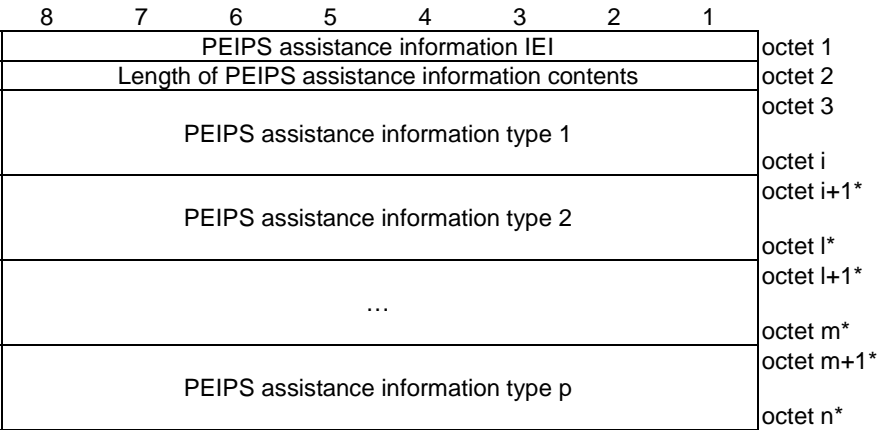 8 7 6 5 4 3 2 1
PEIPS assistance information IEI octet 1
Length of PEIPS assistance information contents octet 2
octet 3
PEIPS assistance information type 1
octet i
octet i+1*
PEIPS assistance information type 2
octet l*
octet l+1*
…
octet m*
octet m+1*
PEIPS assistance information type p
octet n*